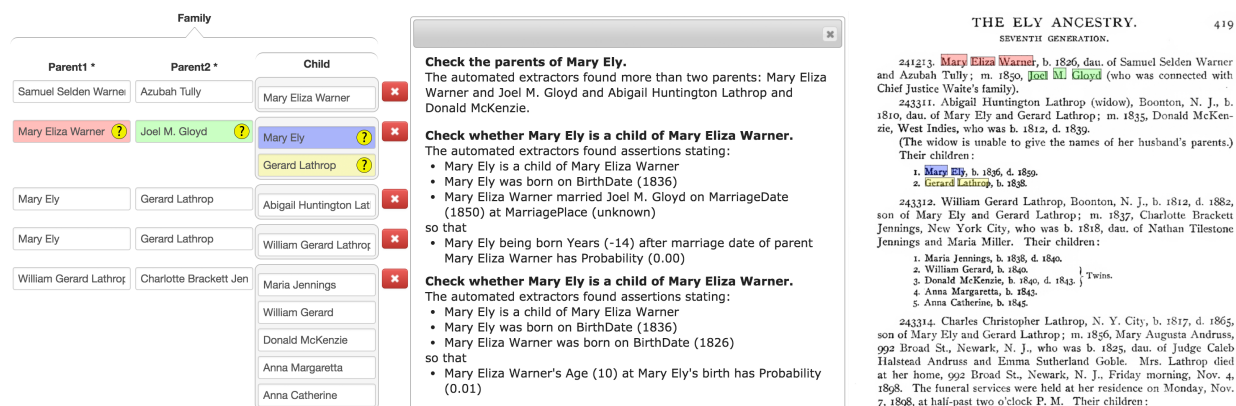 Family
Parent1 *
Parent2 *
Child
Samuel Selden Warner
Azubah Tully
Mary Eliza Warner
Mary Eliza Warner ?
Joel M. Gloyd ?
Mary Ely ?
Gerard Lathrop ?
Mary Ely
Gerard Lathrop
Abigail Huntington Lat
Mary Ely
Gerard Lathrop
William Gerard Lathrop
William Gerard Lathrop
Charlotte Brackett Jen
Maria Jennings
William Gerard
Donald McKenzie
Anna Margaretta
Anna Catherine
Check the parents of Mary Ely.
The automated extractors found more than two parents: Mary Eliza
Warner and Joel M. Gloyd and Abigail Huntington Lathrop and
Donald McKenzie.
Check whether Mary Ely is a child of Mary Eliza Warner.
The automated extractors found assertions stating:
• Mary Ely is a child of Mary Eliza Warner
• Mary Ely was born on BirthDate (1836)
• Mary Eliza Warner married Joel M. Gloyd on MarriageDate
(1850) at MarriagePlace (unknown)
so that
• Mary Ely being born Years (-14) after marriage date of parent
Mary Eliza Warner has Probability (0.00)
Check whether Mary Ely is a child of Mary Eliza Warner.
The automated extractors found assertions stating:
• Mary Ely is a child of Mary Eliza Warner
• Mary Ely was born on BirthDate (1836)
• Mary Eliza Warner was born on BirthDate (1826)
so that
• Mary Eliza Warner's Age (10) at Mary Ely's birth has Probability
(0.01)
THE ELY ANCESTRY. 419
SEVENTH GENERATION.
241213. Mary Eliza Warner, b. 1826, dau. of Samuel Selden Warner
and Azubah Tully; m. 1850, Joel M. Gloyd (who was connected with
Chief Justice Waite's family).
243311. Abigail Huntington Lathrop (widow), Boonton, N. J., b.
1810, dau. of Mary Ely and Gerard Lathrop; m. 1835, Donald McKen-
zie, West Indies, who was b. 1812, d. 1839.
(The widow is unable to give the names of her husband's parents.)
Their children:
1. Mary Ely, b. 1836, d. 1859.
2. Gerard Lathrop, b. 1838.
243312. William Gerard Lathrop, Boonton, N. J., b. 1812, d. 1882,
son of Mary Ely and Gerard Lathrop; m. 1837, Charlotte Brackett
Jennings, New York City, who was b. 1818, dau. of Nathan Tilestone
Jennings and Maria Miller. Their children:
1. Maria Jennings, b. 1838, d. 1840.
2. William Gerard, b. 1840.
3. Donald McKenzie, b. 1840, d. 1843. } Twins.
4. Anna Margaretta, b. 1843.
5. Anna Catherine, b. 1845.
243314. Charles Christopher Lathrop, N. Y. City, b. 1817, d. 1865,
son of Mary Ely and Gerard Lathrop; m. 1856, Mary Augusta Andruss,
992 Broad St., Newark, N. J., who was b. 1825, dau. of Judge Caleb
Halstead Andruss and Emma Sutherland Goble. Mrs. Lathrop died
at her home, 992 Broad St., Newark, N. J., Friday morning, Nov. 4,
1898. The funeral services were held at her residence on Monday, Nov.
7, 1898, at half-past two o'clock P. M. Their children: